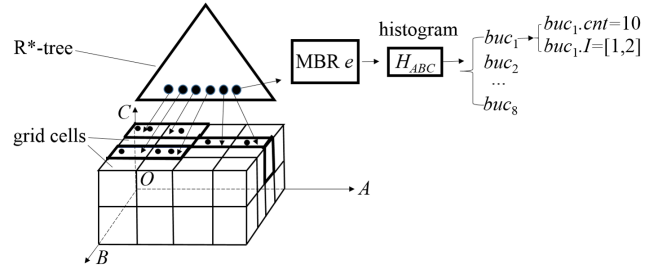 R*-tree
MBR e
histogram
H_ABC
buc₁
buc₂
...
buc₈
buc₁.cnt=10
buc₁.I=[1,2]
C
grid cells
O
A
B